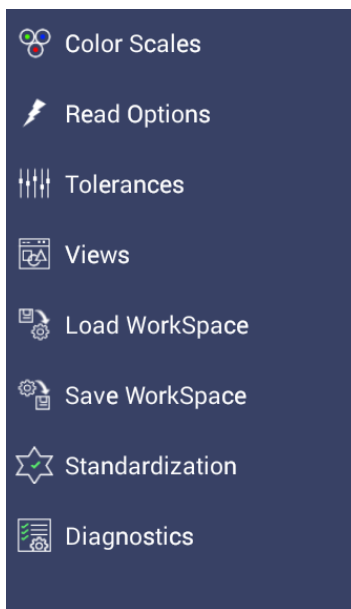 Color Scales
Read Options
Tolerances
Views
Load WorkSpace
Save WorkSpace
Standardization
Diagnostics